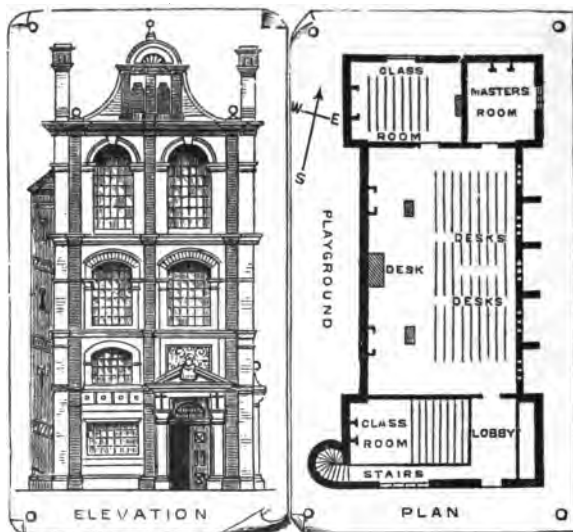 CLASS
ROOM
MASTERS
ROOM
W E
S
PLAYGROUND
DESKS
DESK
DESKS
CLASS
ROOM
LOBBY
STAIRS
ELEVATION
PLAN